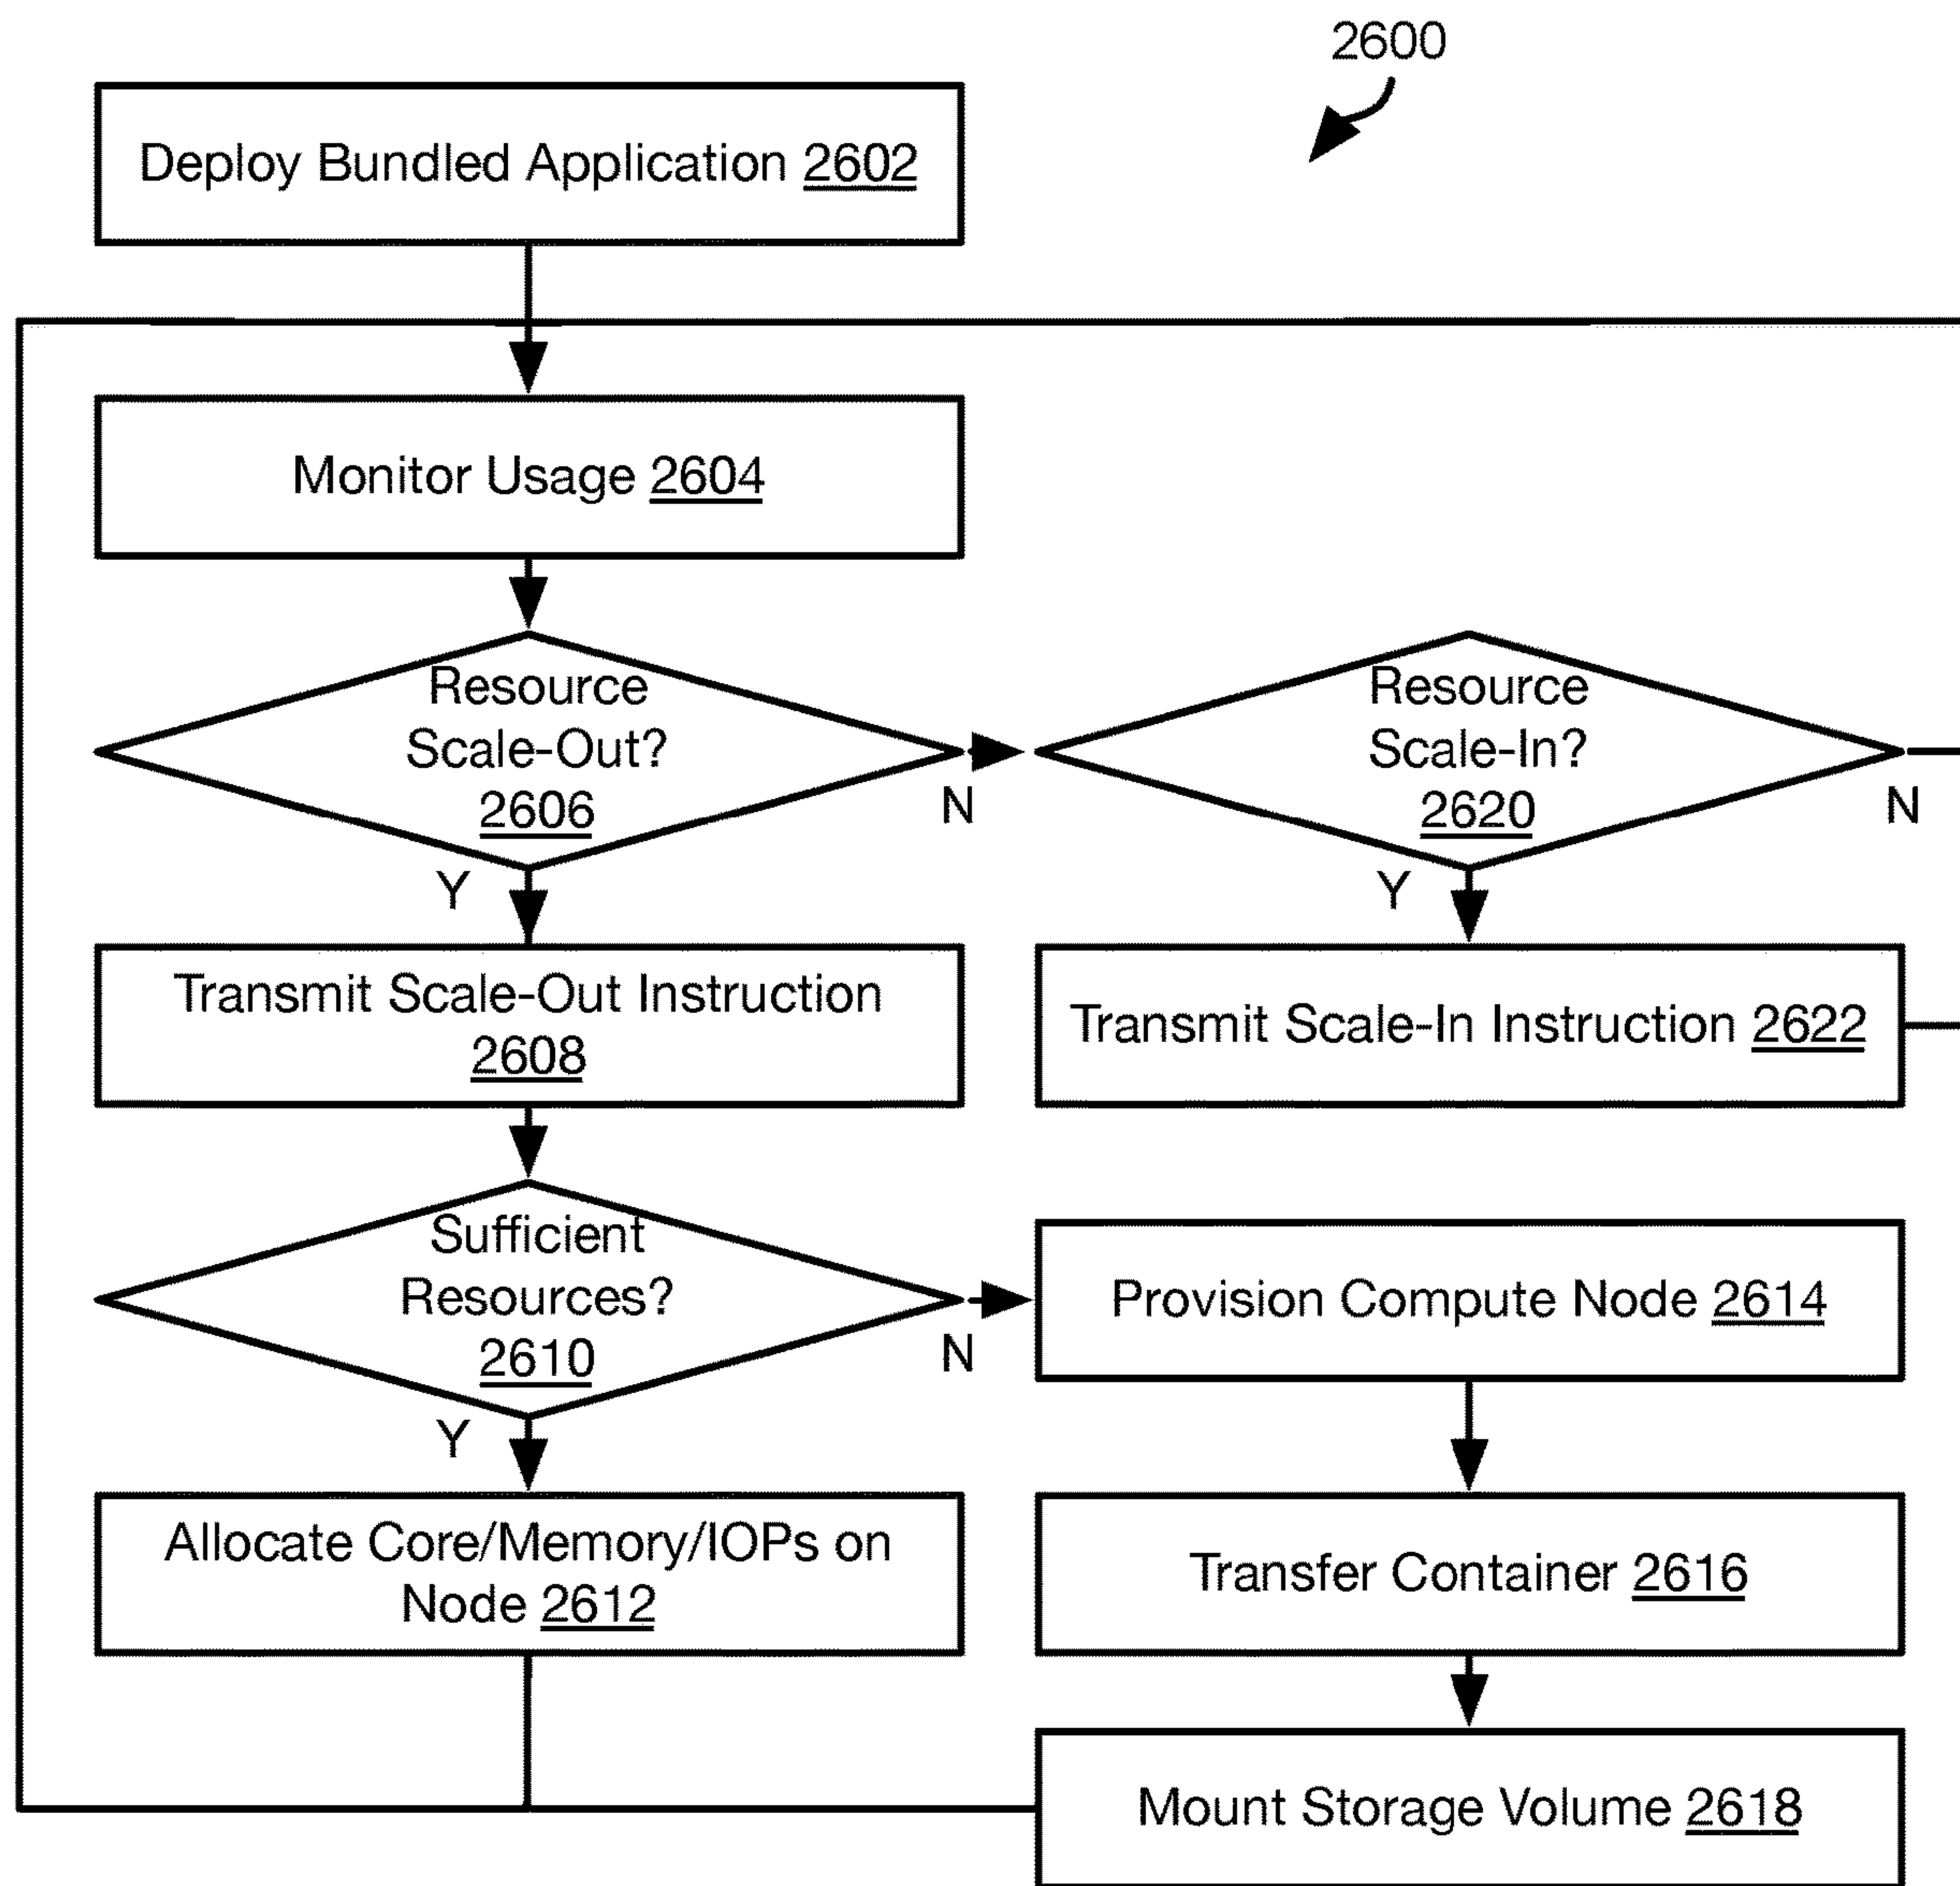 2600
Deploy Bundled Application 2602
Monitor Usage 2604
Resource
Scale-Out?
2606
N
Y
Resource
Scale-In?
2620
N
Y
Transmit Scale-Out Instruction
2608
Transmit Scale-In Instruction 2622
Sufficient
Resources?
2610
N
Y
Provision Compute Node 2614
Allocate Core/Memory/IOPs on
Node 2612
Transfer Container 2616
Mount Storage Volume 2618